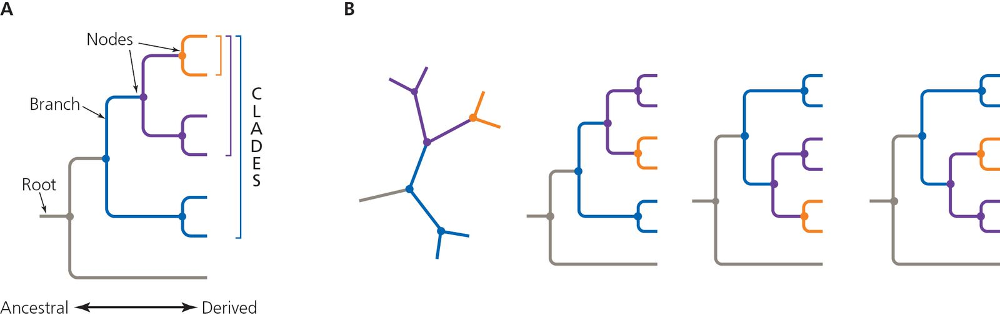 A
B
Nodes
Branch
Root
C
L
A
D
E
S
Ancestral
Derived